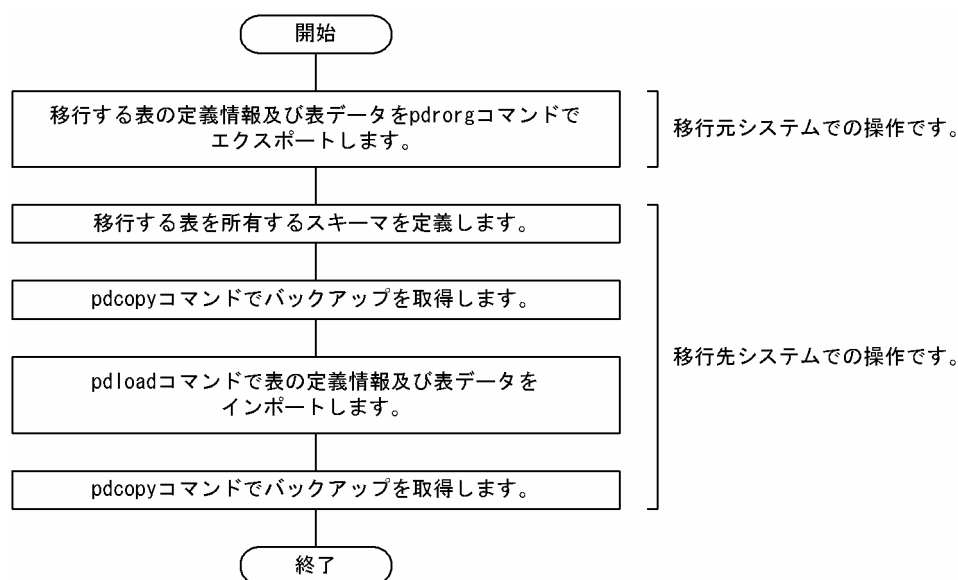 開始
移行する表の定義情報及び表データをpdrorgコマンドで
エクスポートします。
移行元システムでの操作です。
移行する表を所有するスキーマを定義します。
pdcopyコマンドでバックアップを取得します。
pdloadコマンドで表の定義情報及び表データを
インポートします。
移行先システムでの操作です。
pdcopyコマンドでバックアップを取得します。
終了